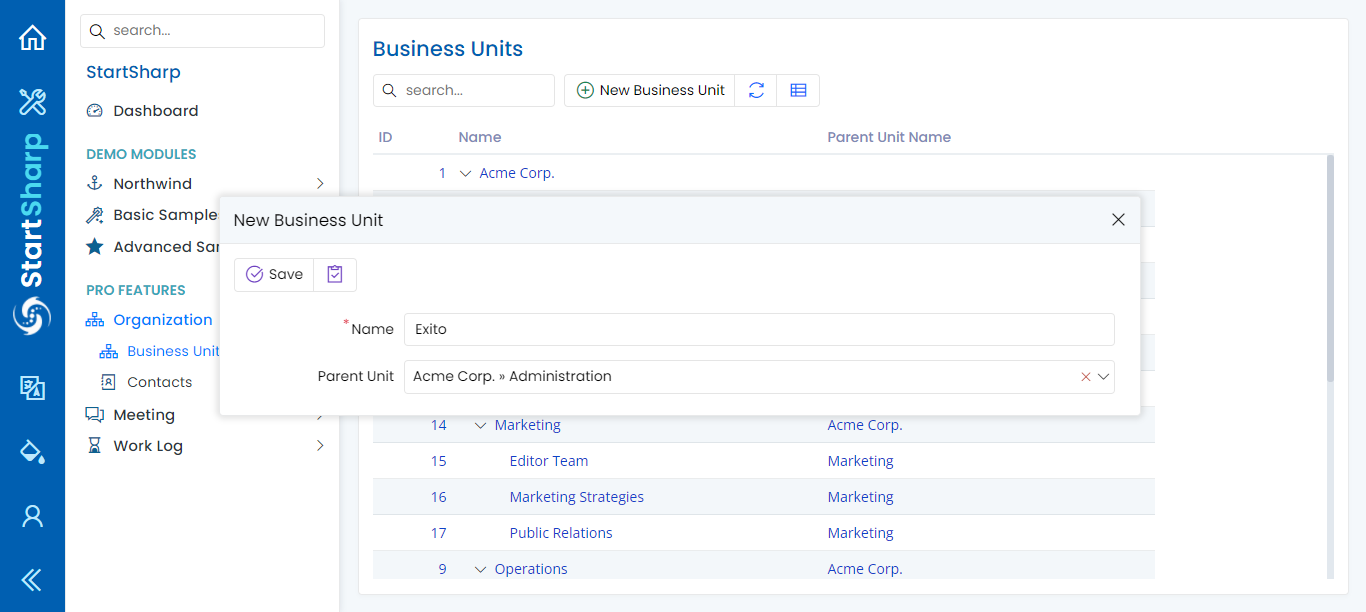 StartSharp
search...
StartSharp
Dashboard
DEMO MODULES
Northwind
Basic Sample
Advanced Sar
PRO FEATURES
Organization
Business Unit
Contacts
Meeting
Work Log
Business Units
search...
New Business Unit
ID Name Parent Unit Name
1 Acme Corp.
New Business Unit
Save
* Name Exito
Parent Unit Acme Corp. » Administration
14 Marketing Acme Corp.
15 Editor Team Marketing
16 Marketing Strategies Marketing
17 Public Relations Marketing
9 Operations Acme Corp.